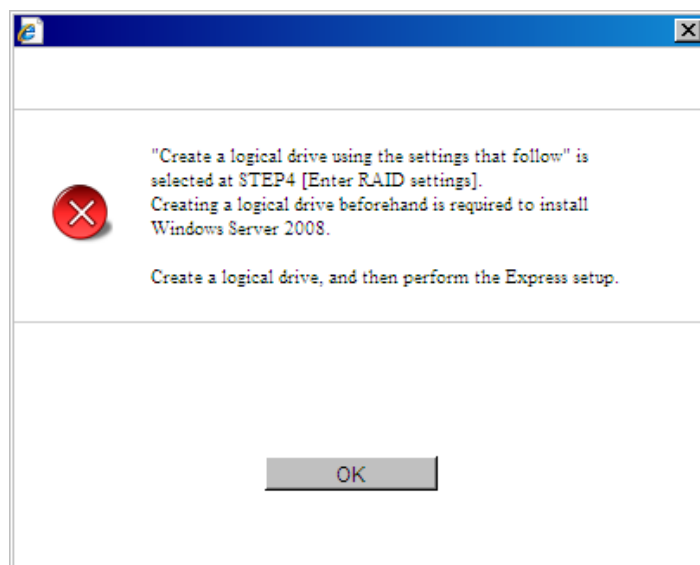 "Create a logical drive using the settings that follow" is
selected at STEP4 [Enter RAID settings].
Creating a logical drive beforehand is required to install
Windows Server 2008.
Create a logical drive, and then perform the Express setup.
OK